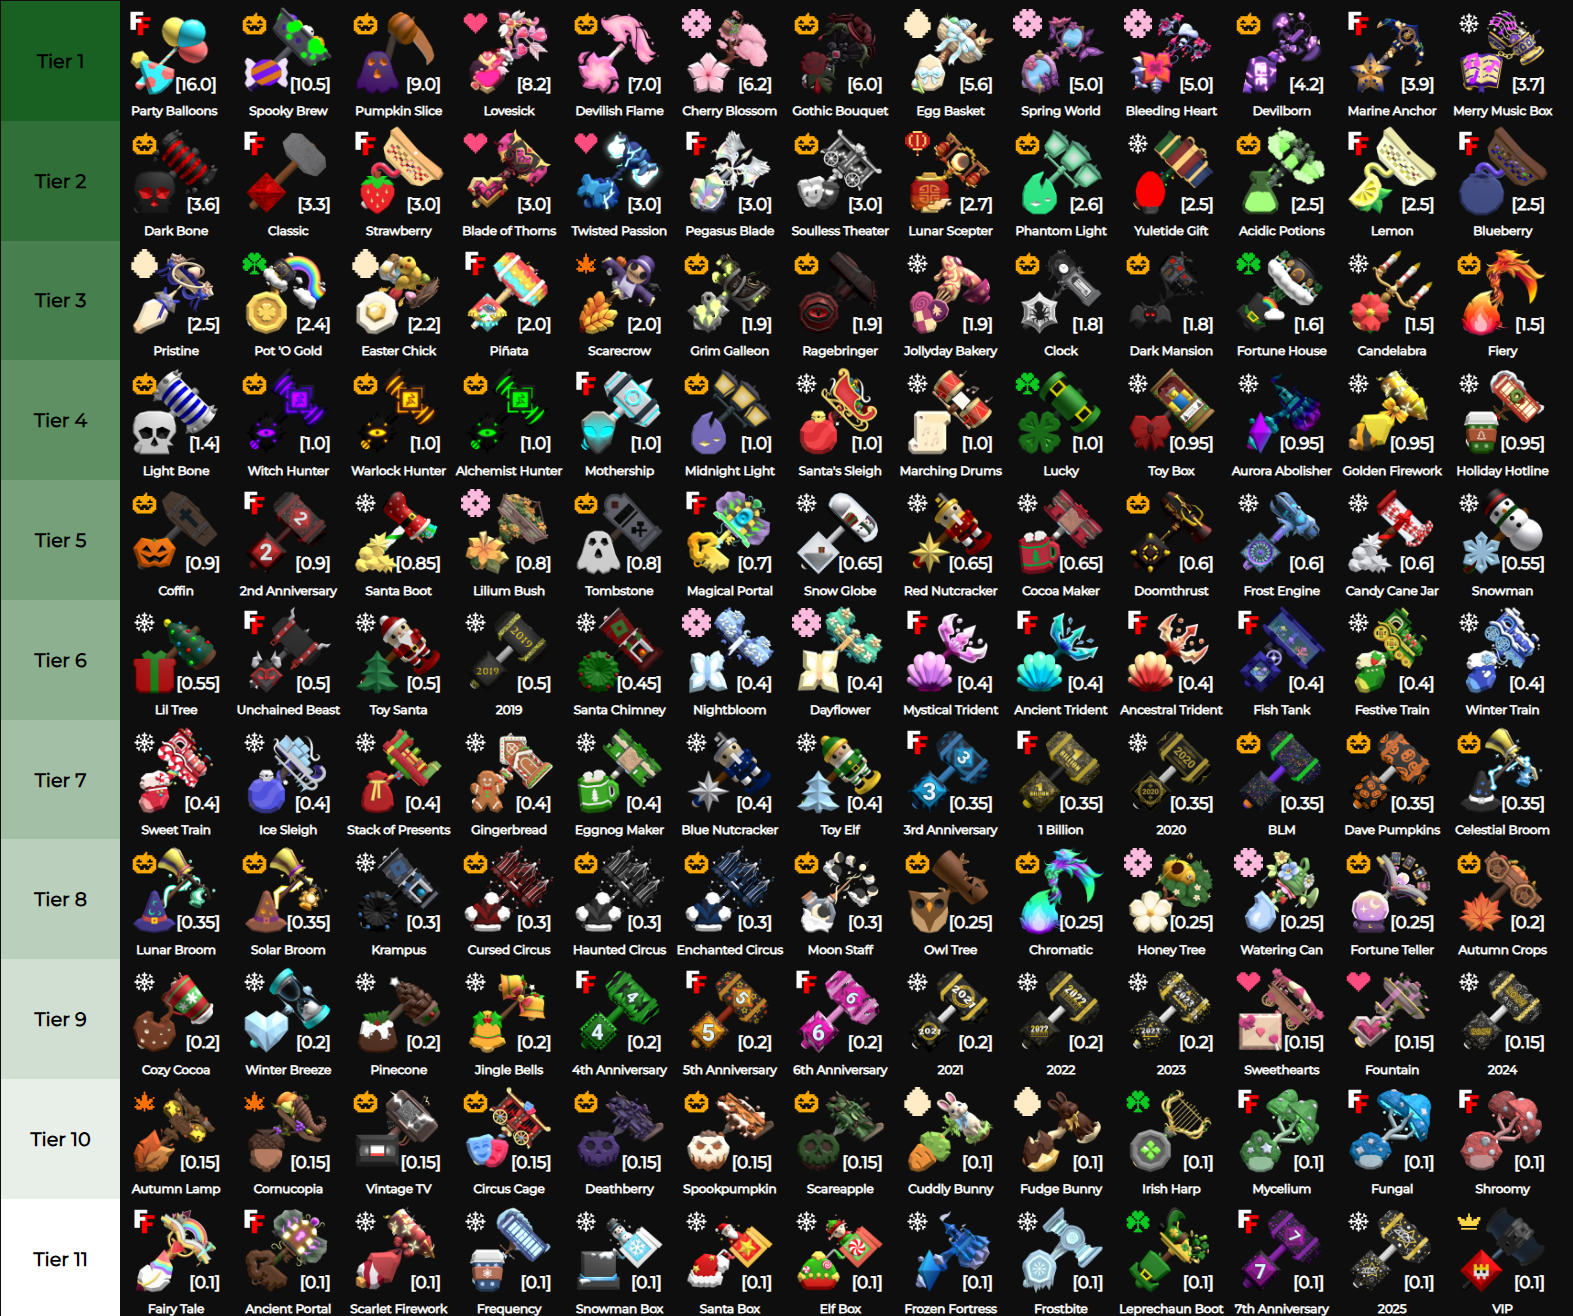 Tier 1
[16.0] [10.5] [9.0] [8.2] [7.0] [6.2] [6.0] [5.6] [5.0] [5.0] [4.2] [3.9] [3.7]
Party Balloons Spooky Brew Pumpkin Slice Lovesick Devilish Flame Cherry Blossom Gothic Bouquet Egg Basket Spring World Bleeding Heart Devilborn Marine Anchor Merry Music Box
Tier 2
[3.6] [3.3] [3.0] [3.0] [3.0] [3.0] [3.0] [2.7] [2.6] [2.5] [2.5] [2.5] [2.5]
Dark Bone Classic Strawberry Blade of Thorns Twisted Passion Pegasus Blade Soulless Theater Lunar Scepter Phantom Light Yuletide Gift Acidic Potions Lemon Blueberry
Tier 3
[2.5] [2.4] [2.2] [2.0] [2.0] [1.9] [1.9] [1.9] [1.8] [1.8] [1.6] [1.5] [1.5]
Pristine Pot 'O Gold Easter Chick Piñata Scarecrow Grim Galleon Ragebringer Jollyday Bakery Clock Dark Mansion Fortune House Candelabra Fiery
Tier 4
[1.4] [1.0] [1.0] [1.0] [1.0] [1.0] [1.0] [1.0] [1.0] [0.95] [0.95] [0.95] [0.95]
Light Bone Witch Hunter Warlock Hunter Alchemist Hunter Mothership Midnight Light Santa's Sleigh Marching Drums Lucky Toy Box Aurora Abolisher Golden Firework Holiday Hotline
Tier 5
[0.9] [0.9] [0.85] [0.8] [0.8] [0.7] [0.65] [0.65] [0.65] [0.6] [0.6] [0.6] [0.55]
Coffin 2nd Anniversary Santa Boot Lilium Bush Tombstone Magical Portal Snow Globe Red Nutcracker Cocoa Maker Doomthrust Frost Engine Candy Cane Jar Snowman
Tier 6
[0.55] [0.5] [0.5] [0.5] [0.45] [0.4] [0.4] [0.4] [0.4] [0.4] [0.4] [0.4] [0.4]
Lil Tree Unchained Beast Toy Santa 2019 Santa Chimney Nightbloom Dayflower Mystical Trident Ancient Trident Ancestral Trident Fish Tank Festive Train Winter Train
Tier 7
[0.4] [0.4] [0.4] [0.4] [0.4] [0.4] [0.4] [0.35] [0.35] [0.35] [0.35] [0.35] [0.35]
Sweet Train Ice Sleigh Stack of Presents Gingerbread Eggnog Maker Blue Nutcracker Toy Elf 3rd Anniversary 1 Billion 2020 BLM Dave Pumpkins Celestial Broom
Tier 8
[0.35] [0.35] [0.3] [0.3] [0.3] [0.3] [0.3] [0.25] [0.25] [0.25] [0.25] [0.25] [0.2]
Lunar Broom Solar Broom Krampus Cursed Circus Haunted Circus Enchanted Circus Moon Staff Owl Tree Chromatic Honey Tree Watering Can Fortune Teller Autumn Crops
Tier 9
[0.2] [0.2] [0.2] [0.2] [0.2] [0.2] [0.2] [0.2] [0.2] [0.2] [0.15] [0.15] [0.15]
Cozy Cocoa Winter Breeze Pinecone Jingle Bells 4th Anniversary 5th Anniversary 6th Anniversary 2021 2022 2023 Sweethearts Fountain 2024
Tier 10
[0.15] [0.15] [0.15] [0.15] [0.15] [0.15] [0.15] [0.1] [0.1] [0.1] [0.1] [0.1] [0.1]
Autumn Lamp Cornucopia Vintage TV Circus Cage Deathberry Spookpumpkin Scareapple Cuddly Bunny Fudge Bunny Irish Harp Mycelium Fungal Shroomy
Tier 11
[0.1] [0.1] [0.1] [0.1] [0.1] [0.1] [0.1] [0.1] [0.1] [0.1] [0.1] [0.1] [0.1]
Fairy Tale Ancient Portal Scarlet Firework Frequency Snowman Box Santa Box Elf Box Frozen Fortress Frostbite Leprechaun Boot 7th Anniversary 2025 VIP